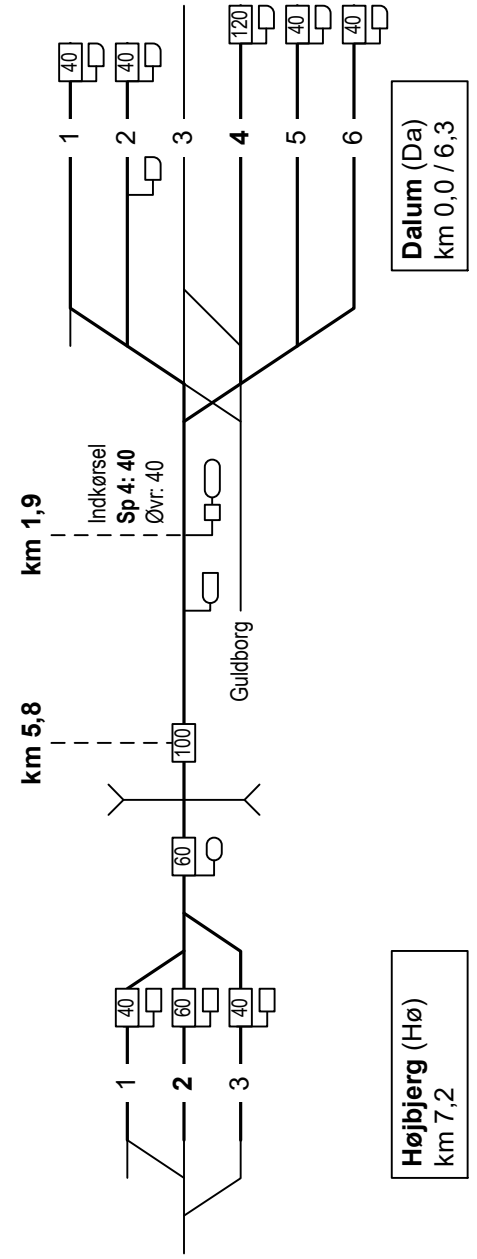 km 5,8
km 1,9
Indkørsel
Sp 4: 40
Øvr: 40
1 40
1 40 2 40
2 60 60 100 3
3 40 4 120
Guldborg
5 40
6 40
Højbjerg (Hø)
km 7,2
Dalum (Da)
km 0,0 / 6,3